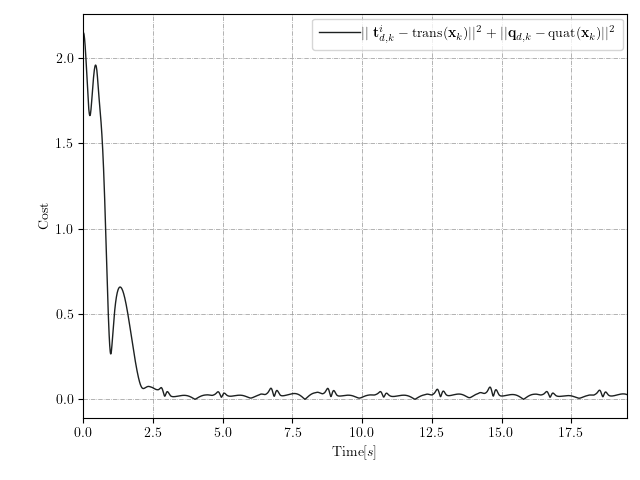 || t^i_{d,k} − trans(x_k)||^2 + ||q_{d,k} − quat(x_k)||^2
2.0
1.5
1.0
0.5
0.0
Cost
0.0 2.5 5.0 7.5 10.0 12.5 15.0 17.5
Time[s]